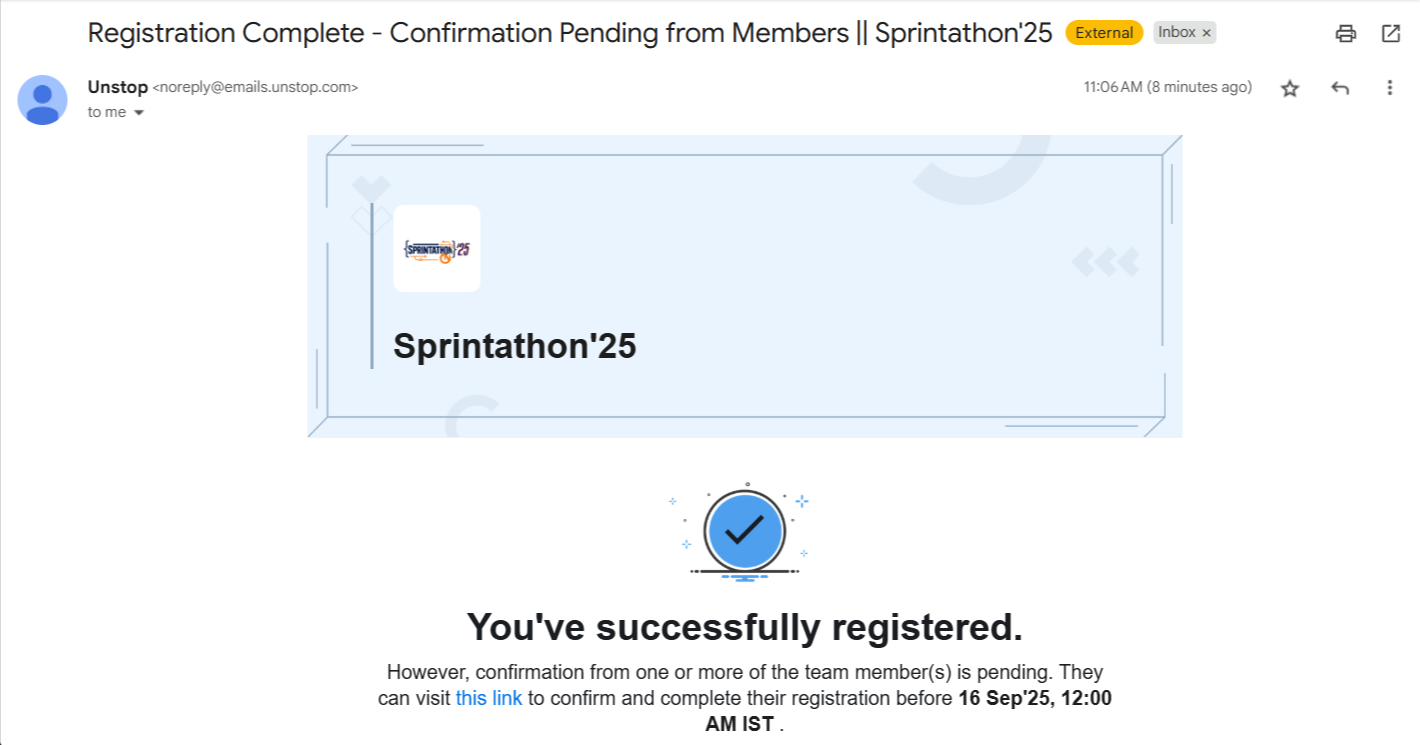 Registration Complete - Confirmation Pending from Members || Sprintathon'25 External Inbox ×
Unstop <noreply@emails.unstop.com> 11:06 AM (8 minutes ago)
to me
{SPRINTATHON}'25
Sprintathon'25
You've successfully registered.
However, confirmation from one or more of the team member(s) is pending. They
can visit this link to confirm and complete their registration before 16 Sep'25, 12:00
AM IST .